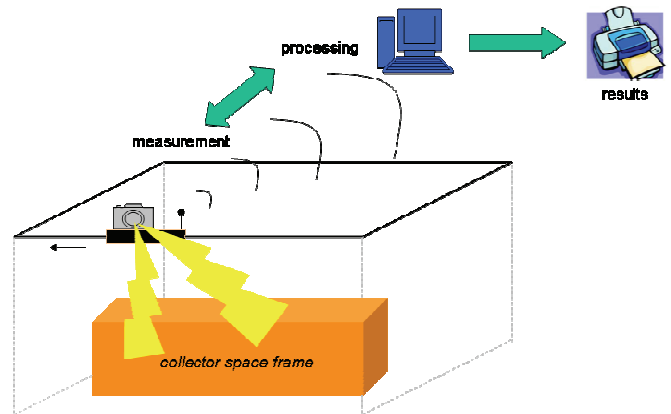 processing
results
measurement
collector space frame